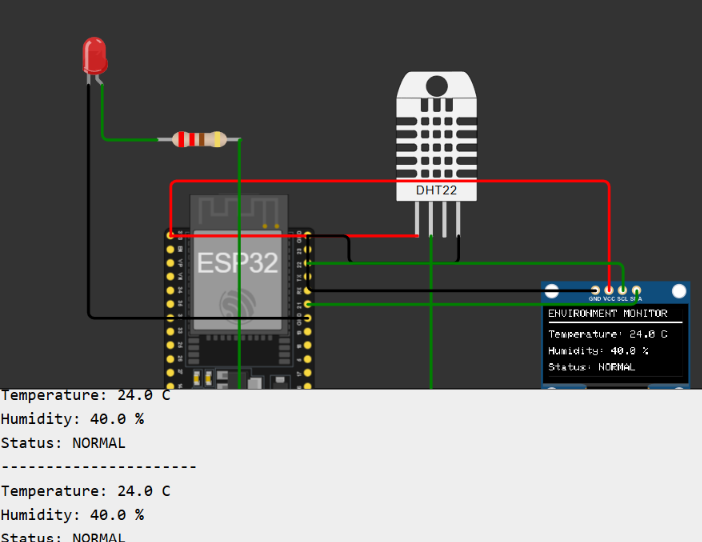 DHT22
ESP32
GND VCC SCL SDA
ENVIRONMENT MONITOR
Temperature: 24.0 C
Humidity: 40.0 %
Status: NORMAL
Temperature: 24.0 C
Humidity: 40.0 %
Status: NORMAL
----------------------
Temperature: 24.0 C
Humidity: 40.0 %
Status: NORMAL